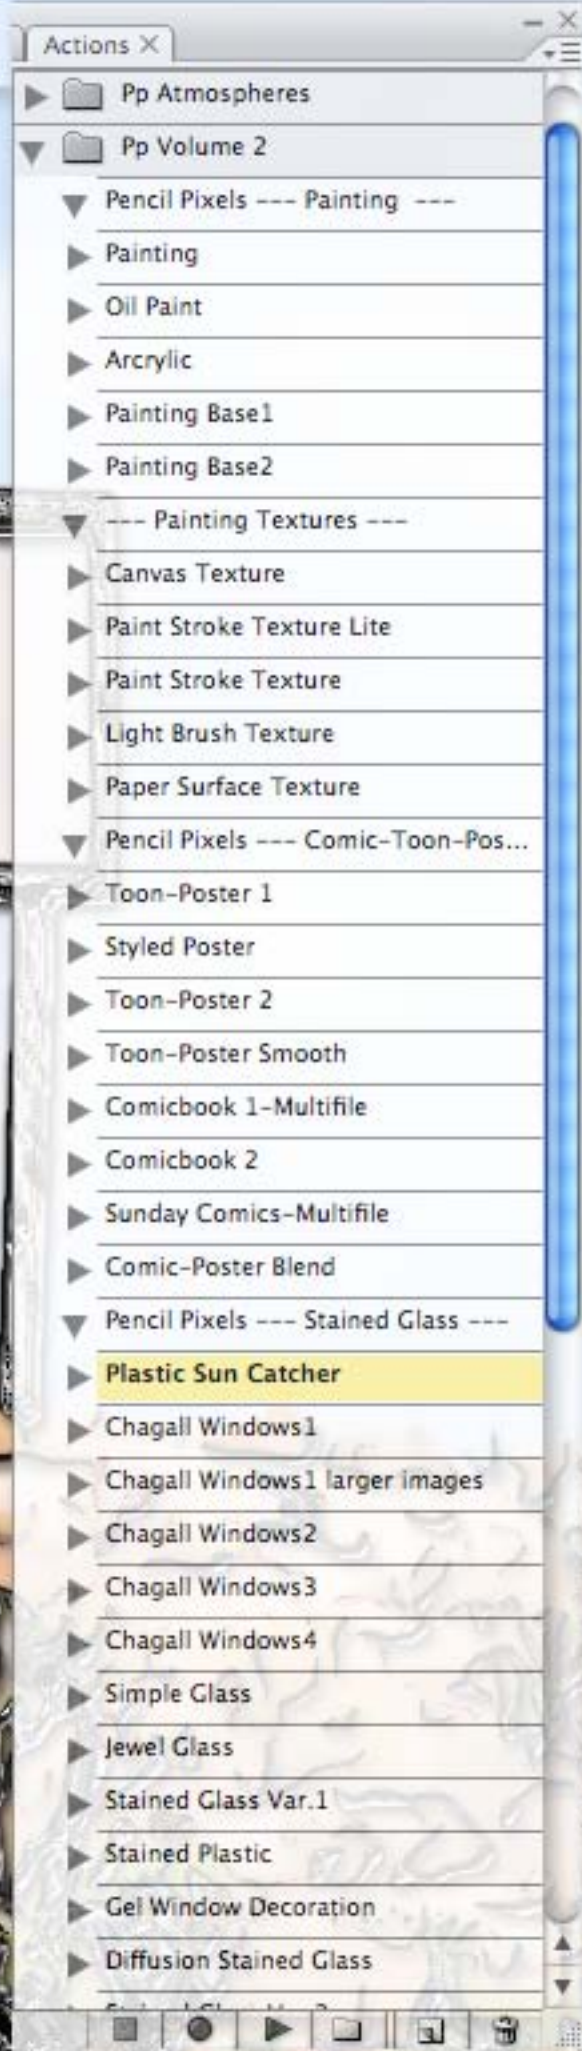 Actions
Pp Atmospheres
Pp Volume 2
Pencil Pixels --- Painting ---
Painting
Oil Paint
Arcrylic
Painting Base1
Painting Base2
--- Painting Textures ---
Canvas Texture
Paint Stroke Texture Lite
Paint Stroke Texture
Light Brush Texture
Paper Surface Texture
Pencil Pixels --- Comic-Toon-Pos...
Toon-Poster 1
Styled Poster
Toon-Poster 2
Toon-Poster Smooth
Comicbook 1-Multifile
Comicbook 2
Sunday Comics-Multifile
Comic-Poster Blend
Pencil Pixels --- Stained Glass ---
Plastic Sun Catcher
Chagall Windows1
Chagall Windows1 larger images
Chagall Windows2
Chagall Windows3
Chagall Windows4
Simple Glass
Jewel Glass
Stained Glass Var.1
Stained Plastic
Gel Window Decoration
Diffusion Stained Glass